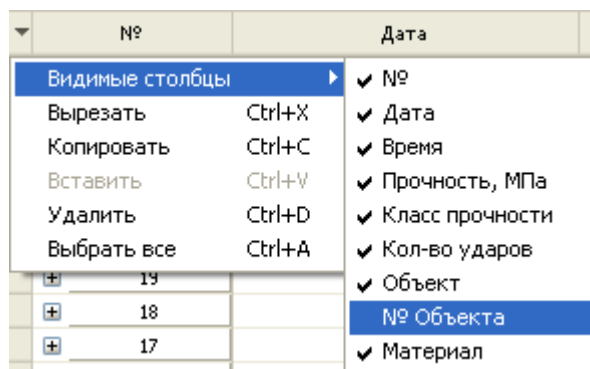 № Дата
Видимые столбцы
Вырезать Ctrl+X
Копировать Ctrl+C
Вставить Ctrl+V
Удалить Ctrl+D
Выбрать все Ctrl+A
№
Дата
Время
Прочность, МПа
Класс прочности
Кол-во ударов
Объект
№ Объекта
Материал
19
18
17